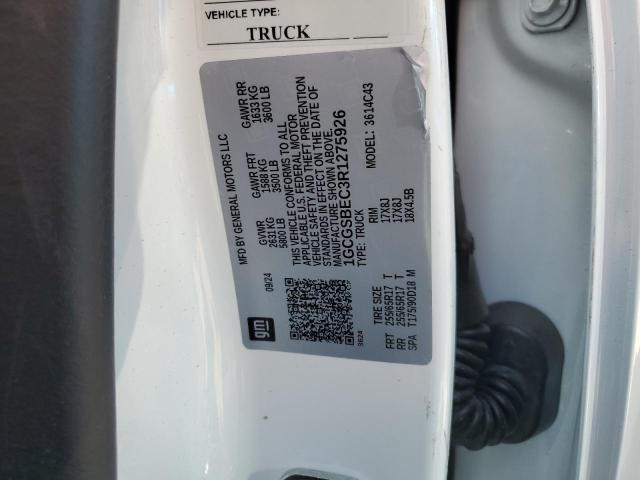 VEHICLE TYPE:
TRUCK
MFD BY GENERAL MOTORS LLC
09/24
GVWR GAWR FRT GAWR RR
2631 KG 1588 KG 1633 KG
5800 LB 3500 LB 3600 LB
THIS VEHICLE CONFORMS TO ALL
APPLICABLE U.S. FEDERAL MOTOR
VEHICLE SAFETY AND THEFT PREVENTION
STANDARDS IN EFFECT ON THE DATE OF
MANUFACTURE SHOWN ABOVE.
1GCGSBEC3R1275926
TYPE: TRUCK MODEL: 3614C43
gm
TIRE SIZE RIM
FRT 255/65R17 T 17X8J
RR 255/65R17 T 17X8J
SPA T175/90D18 M 18X4.5B